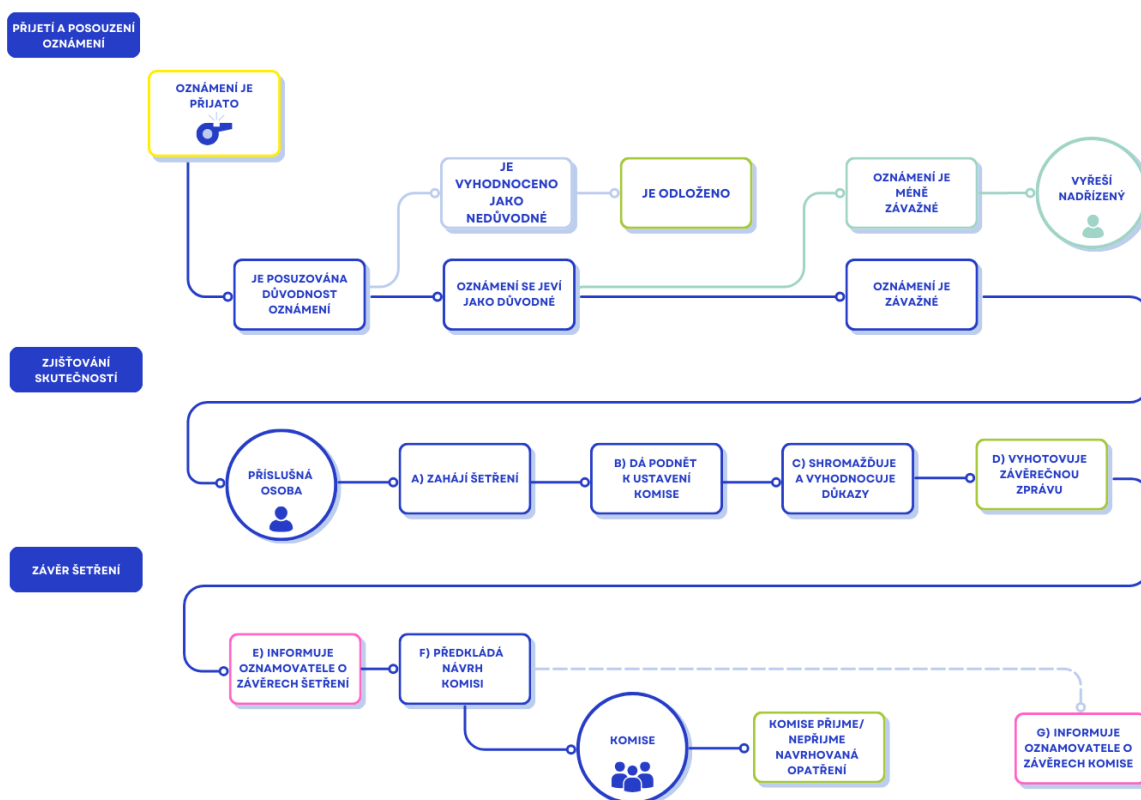 PŘIJETÍ A POSOUZENÍ
OZNÁMENÍ
OZNÁMENÍ JE
PŘIJATO
JE
VYHODNOCENO
JAKO
NEDŮVODNÉ
JE ODLOŽENO
OZNÁMENÍ JE
MÉNĚ
ZÁVAŽNÉ
VYŘEŠÍ
NADŘÍZENÝ
JE POSUZOVÁNA
DŮVODNOST
OZNÁMENÍ
OZNÁMENÍ SE JEVÍ
JAKO DŮVODNÉ
OZNÁMENÍ JE
ZÁVAŽNÉ
ZJIŠŤOVÁNÍ
SKUTEČNOSTÍ
PŘÍSLUŠNÁ
OSOBA
A) ZAHÁJÍ ŠETŘENÍ
B) DÁ PODNĚT
K USTAVENÍ
KOMISE
C) SHROMAŽĎUJE
A VYHODNOCUJE
DŮKAZY
D) VYHOTOVUJE
ZÁVĚREČNOU
ZPRÁVU
ZÁVĚR ŠETŘENÍ
E) INFORMUJE
OZNAMOVATELE O
ZÁVĚRECH ŠETŘENÍ
F) PŘEDKLÁDÁ
NÁVRH
KOMISI
KOMISE
KOMISE PŘIJME/
NEPŘIJME
NAVRHOVANÁ
OPATŘENÍ
G) INFORMUJE
OZNAMOVATELE O
ZÁVĚRECH KOMISE